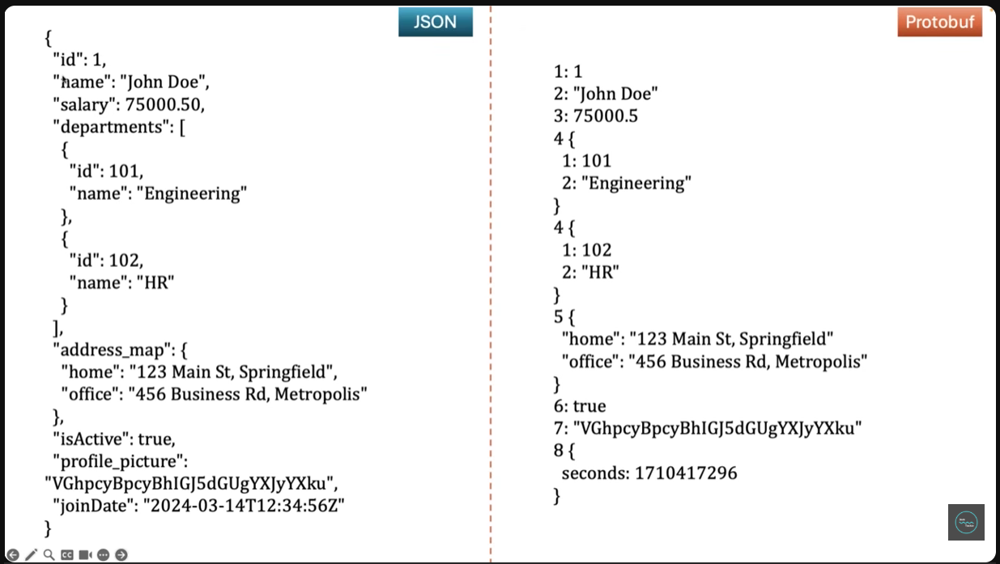 JSON
{
"id": 1,
"name": "John Doe",
"salary": 75000.50,
"departments": [
{
"id": 101,
"name": "Engineering"
},
{
"id": 102,
"name": "HR"
}
],
"address_map": {
"home": "123 Main St, Springfield",
"office": "456 Business Rd, Metropolis"
},
"isActive": true,
"profile_picture":
"VGhpcyBpcyBhIGJ5dGUgYXJyYXku",
"joinDate": "2024-03-14T12:34:56Z"
}
Protobuf
1: 1
2: "John Doe"
3: 75000.5
4 {
1: 101
2: "Engineering"
}
4 {
1: 102
2: "HR"
}
5 {
"home": "123 Main St, Springfield"
"office": "456 Business Rd, Metropolis"
}
6: true
7: "VGhpcyBpcyBhIGJ5dGUgYXJyYXku"
8 {
seconds: 1710417296
}
CC